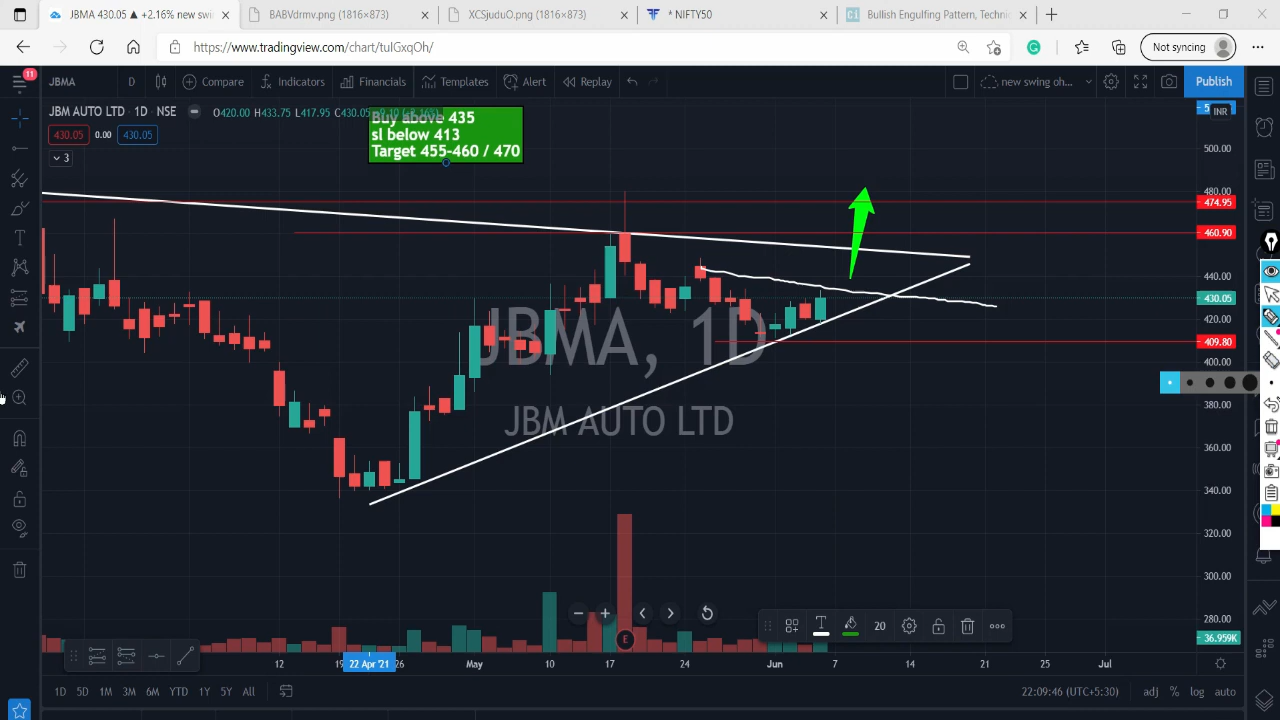 JBMA 430.05 ▲ +2.16% new swi
BABVdrmv.png (1816×873)
XCSjuduO.png (1816×873)
* NIFTY50
Bullish Engulfing Pattern, Techni
https://www.tradingview.com/chart/tulGxqOh/
Not syncing
11
JBMA
D
Compare
Indicators
Financials
Templates
Alert
Replay
new swing oh...
Publish
JBM AUTO LTD · 1D · NSE
O420.00 H433.75 L417.95 C430.05
430.05 0.00 430.05
3
Buy above 435
sl below 413
Target 455-460 / 470
INR
500.00
480.00
474.95
460.90
440.00
430.05
420.00
409.80
400.00
380.00
360.00
340.00
320.00
300.00
280.00
36.959K
JBMA, 1D
JBM AUTO LTD
E
T
20
12
19
22 Apr '21
26
May
10
17
24
Jun
7
14
21
25
Jul
1D 5D 1M 3M 6M YTD 1Y 5Y All
22:09:46 (UTC+5:30)
adj % log auto